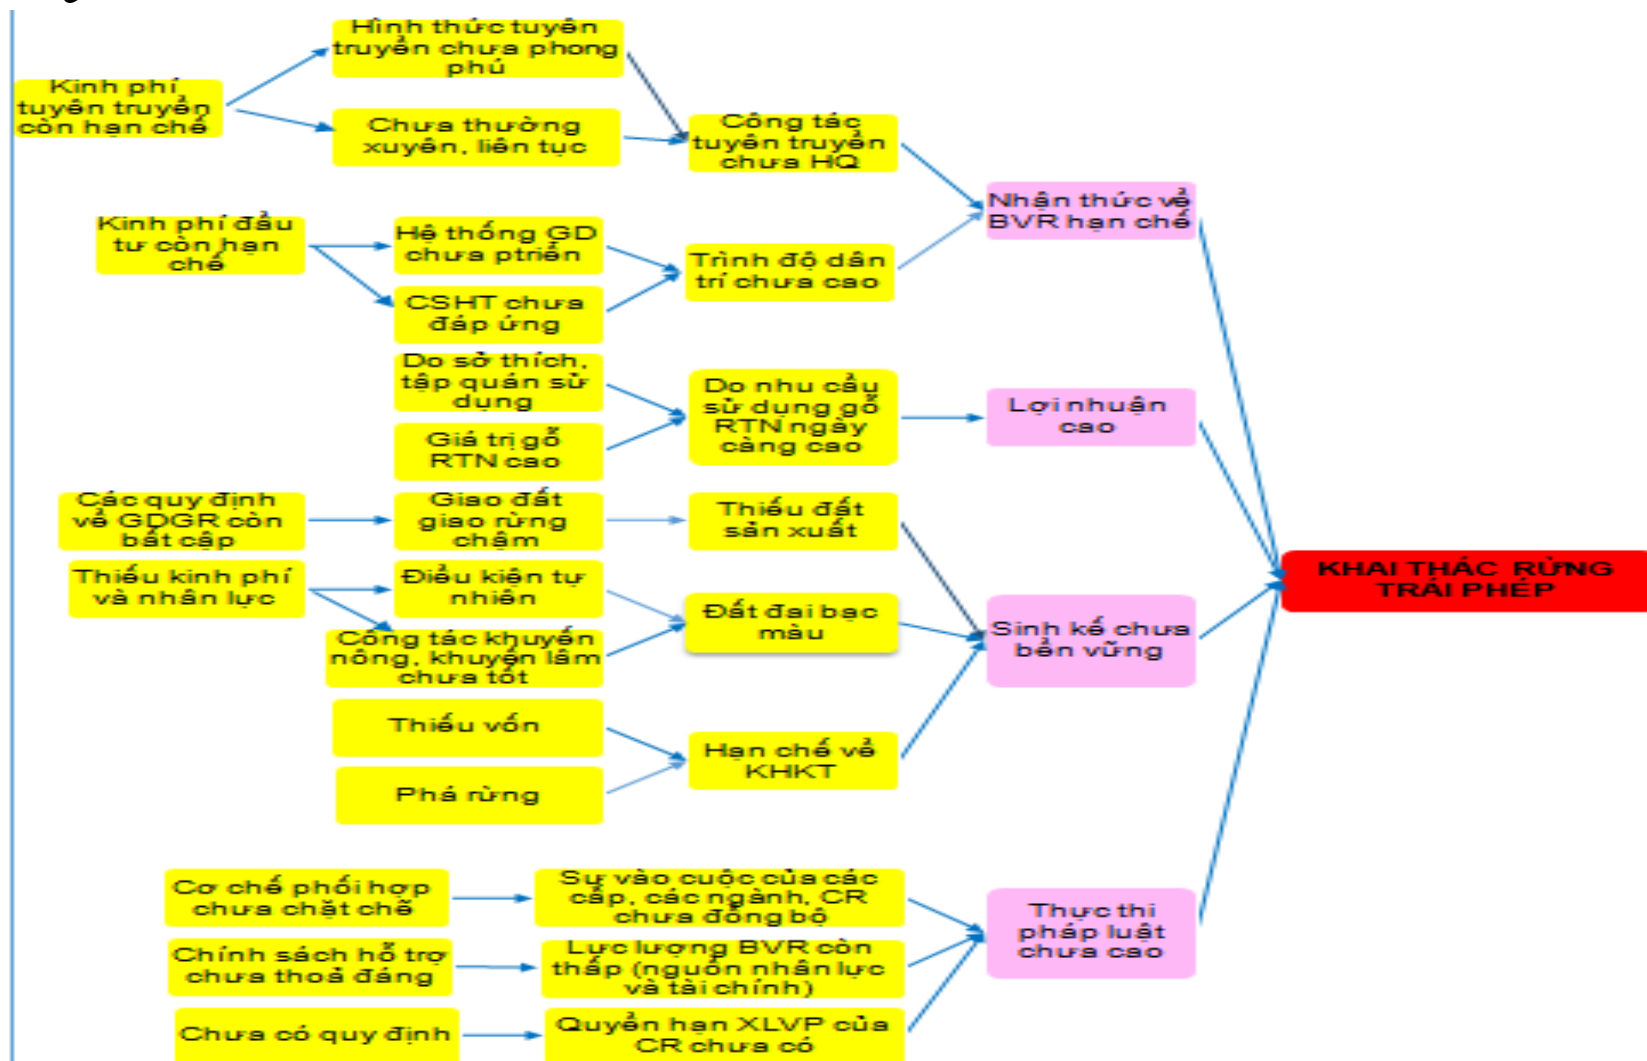 Hình thức tuyên
truyền chưa phong
phú
Kinh phí
tuyên truyền
còn hạn chế
Chưa thường
xuyên, liên tục
Công tác
tuyên truyền
chưa HQ
Nhận thức về
BVR hạn chế
Kinh phí đầu
tư còn hạn
chế
Hệ thống GD
chưa ptriển
CSHT chưa
đáp ứng
Trình độ dân
trí chưa cao
Do sở thích,
tập quán sử
dụng
Giá trị gỗ
RTN cao
Do nhu cầu
sử dụng gỗ
RTN ngày
càng cao
Lợi nhuận
cao
Các quy định
về GDGR còn
bất cập
Giao đất
giao rừng
chậm
Thiếu đất
sản xuất
Thiếu kinh phí
và nhân lực
Điều kiện tự
nhiên
Công tác khuyến
nông, khuyến lâm
chưa tốt
Đất đai bạc
màu
Sinh kế chưa
bền vững
Thiếu vốn
Phá rừng
Hạn chế về
KHKT
KHAI THÁC RỪNG
TRÁI PHÉP
Cơ chế phối hợp
chưa chặt chẽ
Sự vào cuộc của các
cấp, các ngành, CR
chưa đồng bộ
Chính sách hỗ trợ
chưa thoả đáng
Lực lượng BVR còn
thấp (nguồn nhân lực
và tài chính)
Chưa có quy định
Quyền hạn XLVP của
CR chưa có
Thực thi
pháp luật
chưa cao